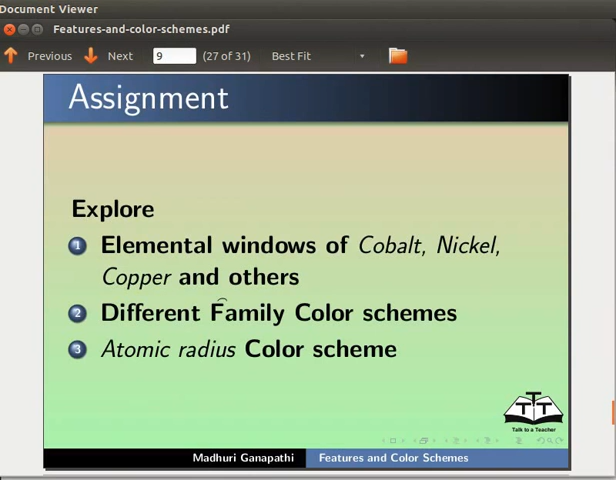 Document Viewer
Features-and-color-schemes.pdf
Previous Next 9 (27 of 31) Best Fit
Assignment
Explore
1 Elemental windows of Cobalt, Nickel,
Copper and others
2 Different Family Color schemes
3 Atomic radius Color scheme
T T T
Talk to a Teacher
Madhuri Ganapathi Features and Color Schemes